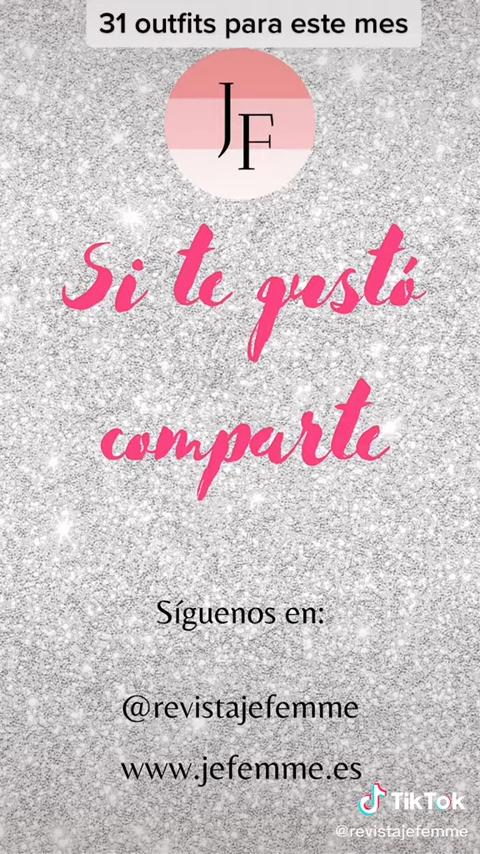 31 outfits para este mes
JF
Si te gustó
comparte
Síguenos en:
@revistajefemme
www.jefemme.es
TikTok
@revistajefemme